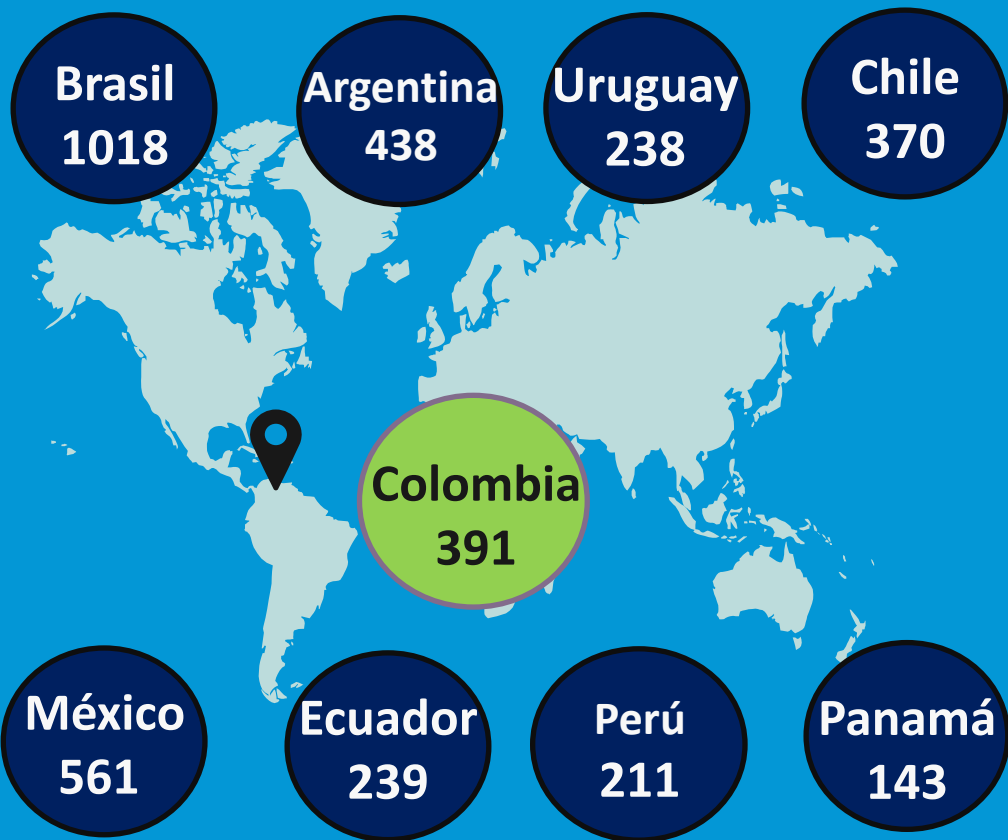 Brasil
1018
Argentina
438
Uruguay
238
Chile
370
Colombia
391
México
561
Ecuador
239
Perú
211
Panamá
143